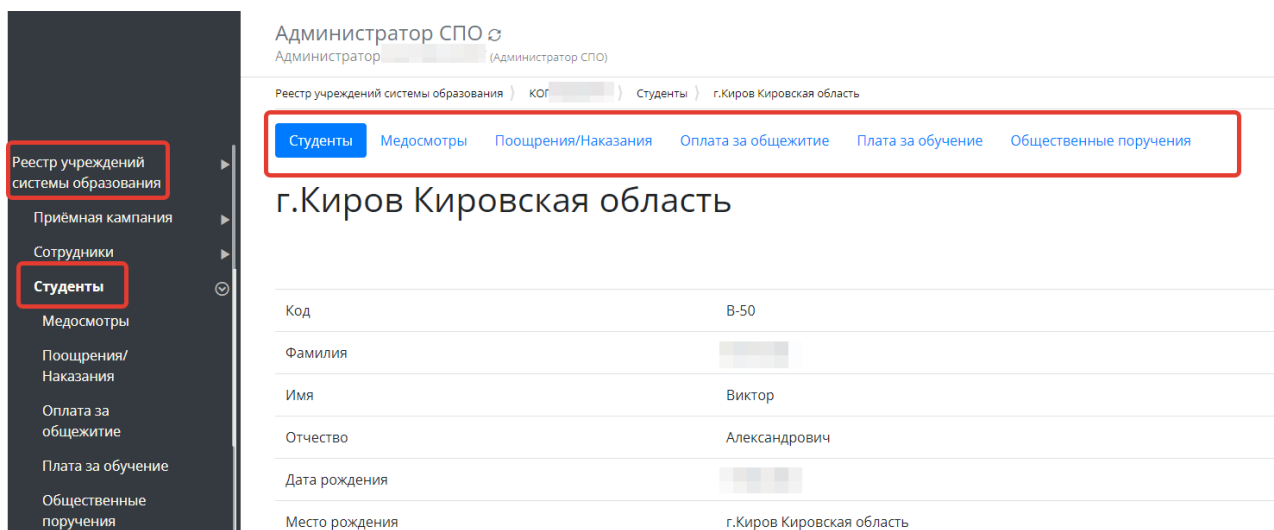 Администратор СПО
Администратор (Администратор СПО)
Реестр учреждений системы образования 〉 КОГ 〉 Студенты 〉 г.Киров Кировская область
Студенты Медосмотры Поощрения/Наказания Оплата за общежитие Плата за обучение Общественные поручения
г.Киров Кировская область
Реестр учреждений
системы образования
Приёмная кампания
Сотрудники
Студенты
Медосмотры
Поощрения/
Наказания
Оплата за
общежитие
Плата за обучение
Общественные
поручения
Код В-50
Фамилия
Имя Виктор
Отчество Александрович
Дата рождения
Место рождения г.Киров Кировская область